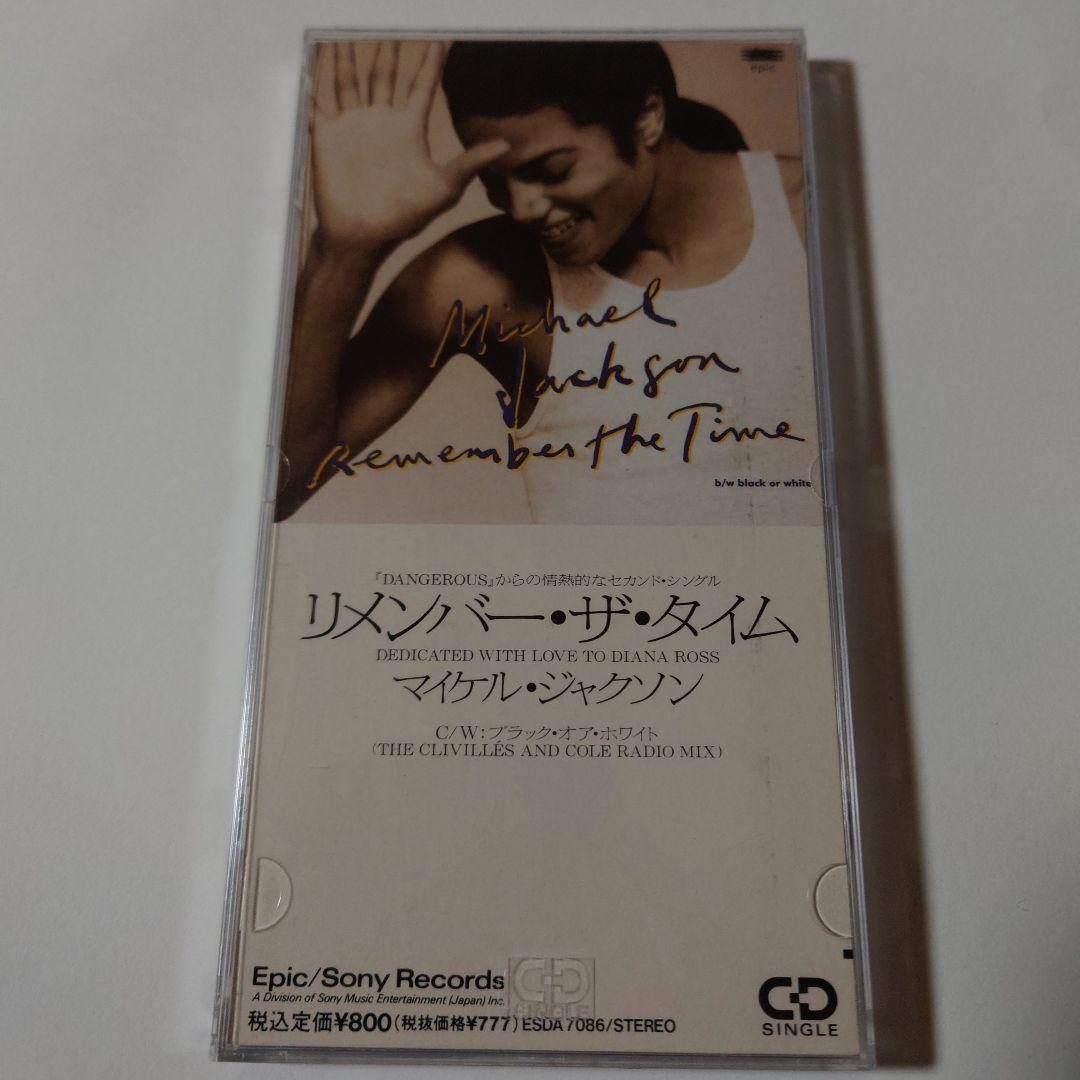 epic
Michael
Jackson
Remember the Time
b/w black or white
『DANGEROUS』からの情熱的なセカンド・シングル
リメンバー・ザ・タイム
DEDICATED WITH LOVE TO DIANA ROSS
マイケル・ジャクソン
C/W:ブラック・オア・ホワイト
(THE CLIVILLÉS AND COLE RADIO MIX)
Epic/Sony Records
A Division of Sony Music Entertainment (Japan) Inc.
税込定価¥800(税抜価格¥777)ESDA 7086/STEREO
CD
SINGLE
CD
SINGLE